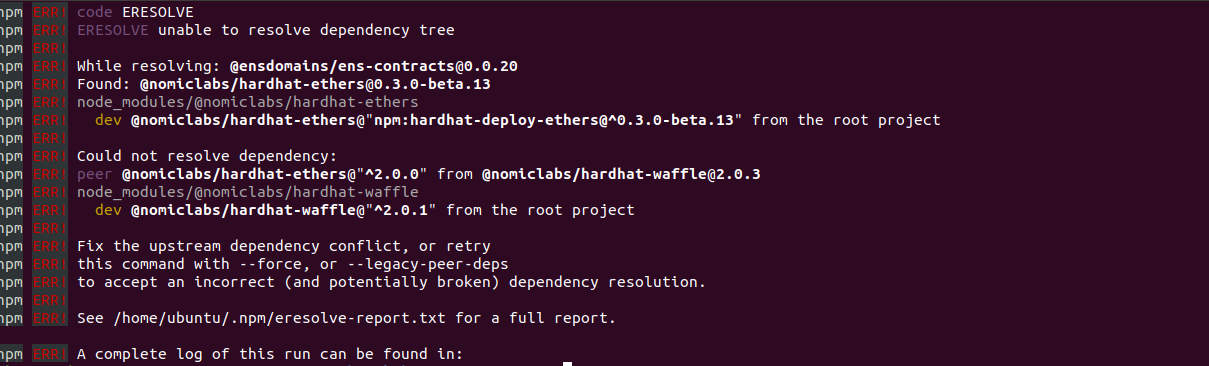 npm ERR! code ERESOLVE
npm ERR! ERESOLVE unable to resolve dependency tree
npm ERR!
npm ERR! While resolving: @ensdomains/ens-contracts@0.0.20
npm ERR! Found: @nomiclabs/hardhat-ethers@0.3.0-beta.13
npm ERR! node_modules/@nomiclabs/hardhat-ethers
npm ERR!   dev @nomiclabs/hardhat-ethers@"npm:hardhat-deploy-ethers@^0.3.0-beta.13" from the root project
npm ERR!
npm ERR! Could not resolve dependency:
npm ERR! peer @nomiclabs/hardhat-ethers@"^2.0.0" from @nomiclabs/hardhat-waffle@2.0.3
npm ERR! node_modules/@nomiclabs/hardhat-waffle
npm ERR!   dev @nomiclabs/hardhat-waffle@"^2.0.1" from the root project
npm ERR!
npm ERR! Fix the upstream dependency conflict, or retry
npm ERR! this command with --force, or --legacy-peer-deps
npm ERR! to accept an incorrect (and potentially broken) dependency resolution.
npm ERR!
npm ERR! See /home/ubuntu/.npm/eresolve-report.txt for a full report.
npm ERR! A complete log of this run can be found in: